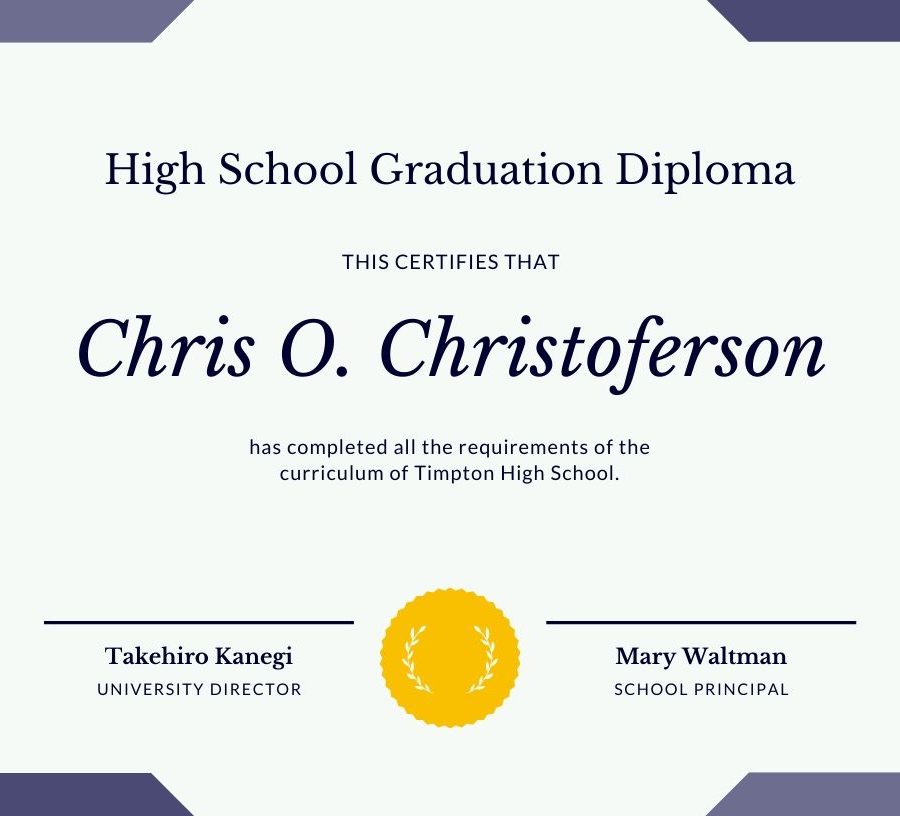 High School Graduation Diploma
THIS CERTIFIES THAT
Chris O. Christoferson
has completed all the requirements of the
curriculum of Timpton High School.
Takehiro Kanegi
UNIVERSITY DIRECTOR
Mary Waltman
SCHOOL PRINCIPAL